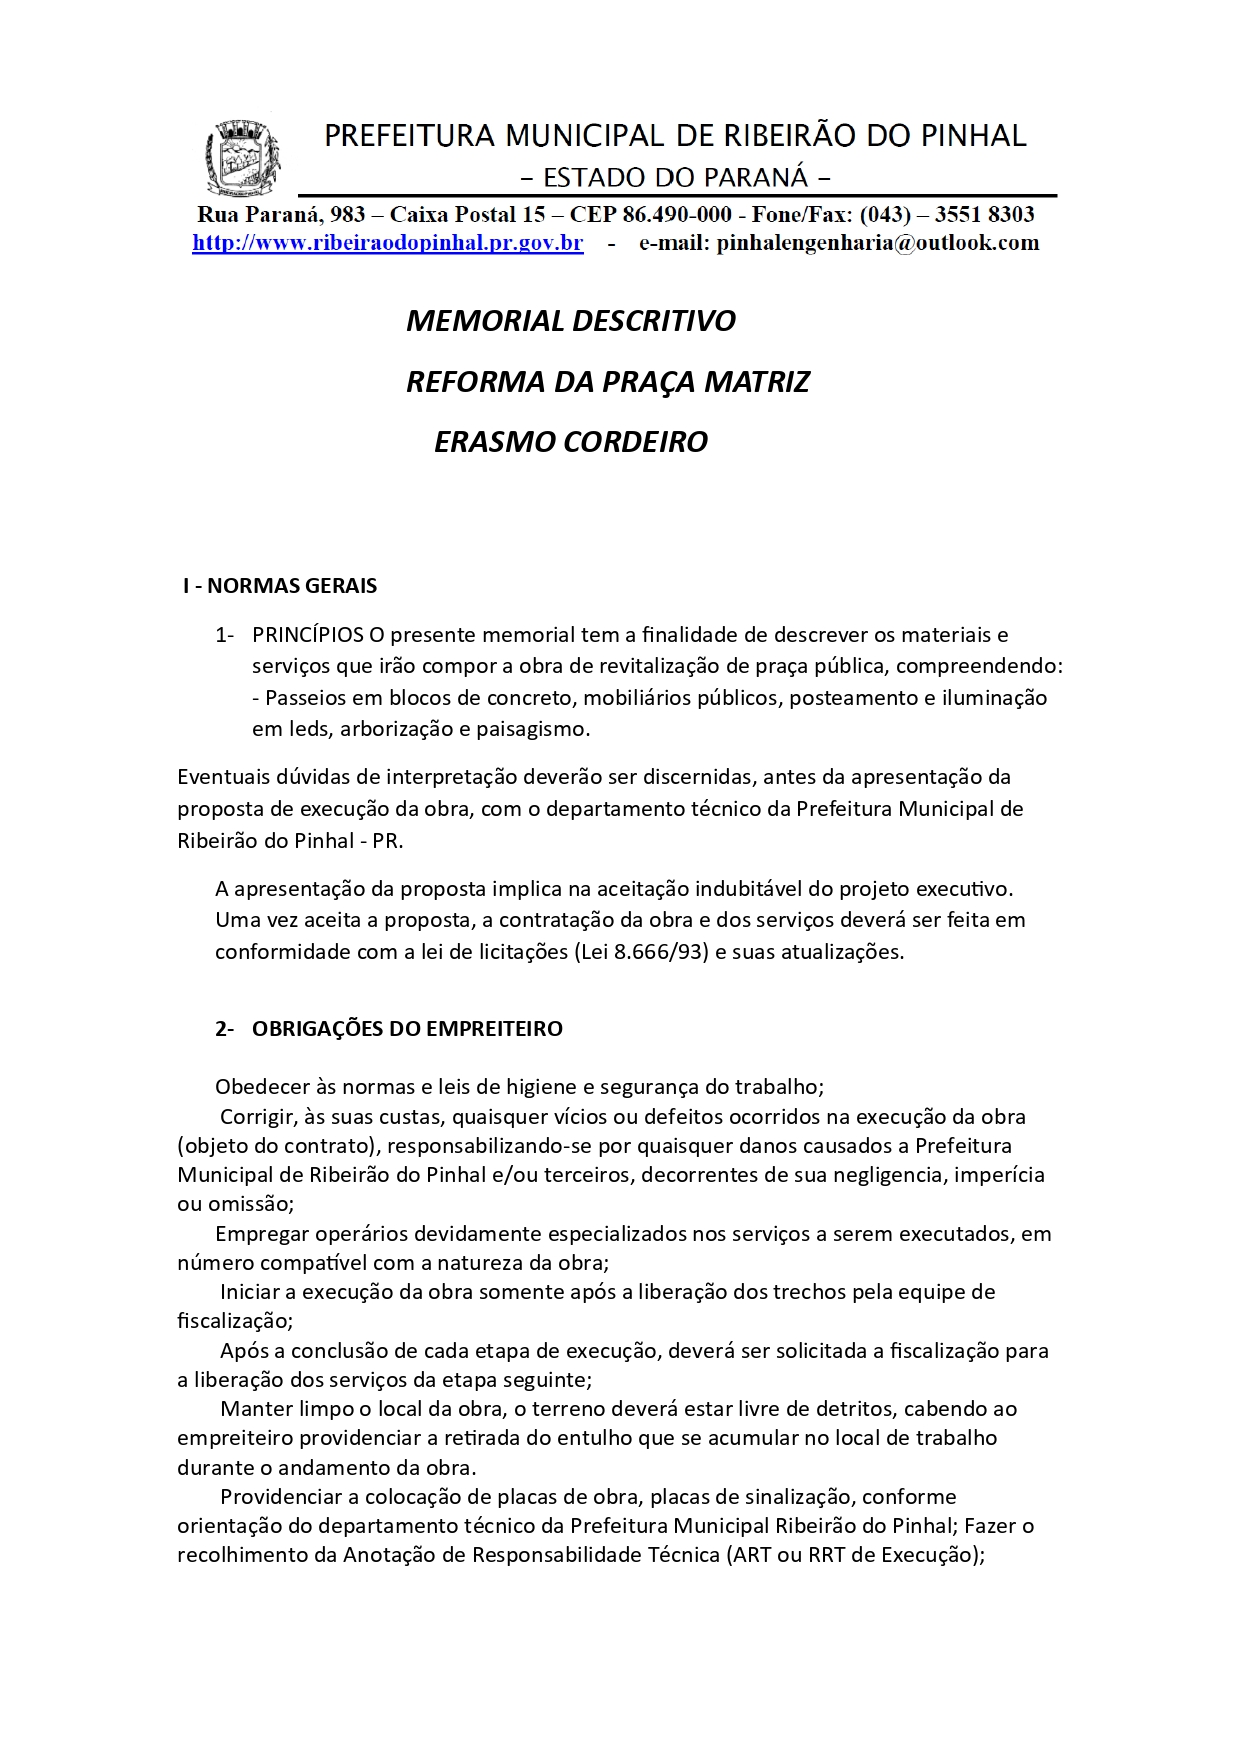 PREFEITURA MUNICIPAL DE RIBEIRÃO DO PINHAL
– ESTADO DO PARANÁ –
Rua Paraná, 983 – Caixa Postal 15 – CEP 86.490-000 - Fone/Fax: (043) – 3551 8303
http://www.ribeiraodopinhal.pr.gov.br - e-mail: pinhalengenharia@outlook.com
MEMORIAL DESCRITIVO
REFORMA DA PRAÇA MATRIZ
ERASMO CORDEIRO
I - NORMAS GERAIS
1- PRINCÍPIOS O presente memorial tem a finalidade de descrever os materiais e
serviços que irão compor a obra de revitalização de praça pública, compreendendo:
- Passeios em blocos de concreto, mobiliários públicos, posteamento e iluminação
em leds, arborização e paisagismo.
Eventuais dúvidas de interpretação deverão ser discernidas, antes da apresentação da
proposta de execução da obra, com o departamento técnico da Prefeitura Municipal de
Ribeirão do Pinhal - PR.
A apresentação da proposta implica na aceitação indubitável do projeto executivo.
Uma vez aceita a proposta, a contratação da obra e dos serviços deverá ser feita em
conformidade com a lei de licitações (Lei 8.666/93) e suas atualizações.
2- OBRIGAÇÕES DO EMPREITEIRO
Obedecer às normas e leis de higiene e segurança do trabalho;
Corrigir, às suas custas, quaisquer vícios ou defeitos ocorridos na execução da obra
(objeto do contrato), responsabilizando-se por quaisquer danos causados a Prefeitura
Municipal de Ribeirão do Pinhal e/ou terceiros, decorrentes de sua negligencia, imperícia
ou omissão;
Empregar operários devidamente especializados nos serviços a serem executados, em
número compatível com a natureza da obra;
Iniciar a execução da obra somente após a liberação dos trechos pela equipe de
fiscalização;
Após a conclusão de cada etapa de execução, deverá ser solicitada a fiscalização para
a liberação dos serviços da etapa seguinte;
Manter limpo o local da obra, o terreno deverá estar livre de detritos, cabendo ao
empreiteiro providenciar a retirada do entulho que se acumular no local de trabalho
durante o andamento da obra.
Providenciar a colocação de placas de obra, placas de sinalização, conforme
orientação do departamento técnico da Prefeitura Municipal Ribeirão do Pinhal; Fazer o
recolhimento da Anotação de Responsabilidade Técnica (ART ou RRT de Execução);